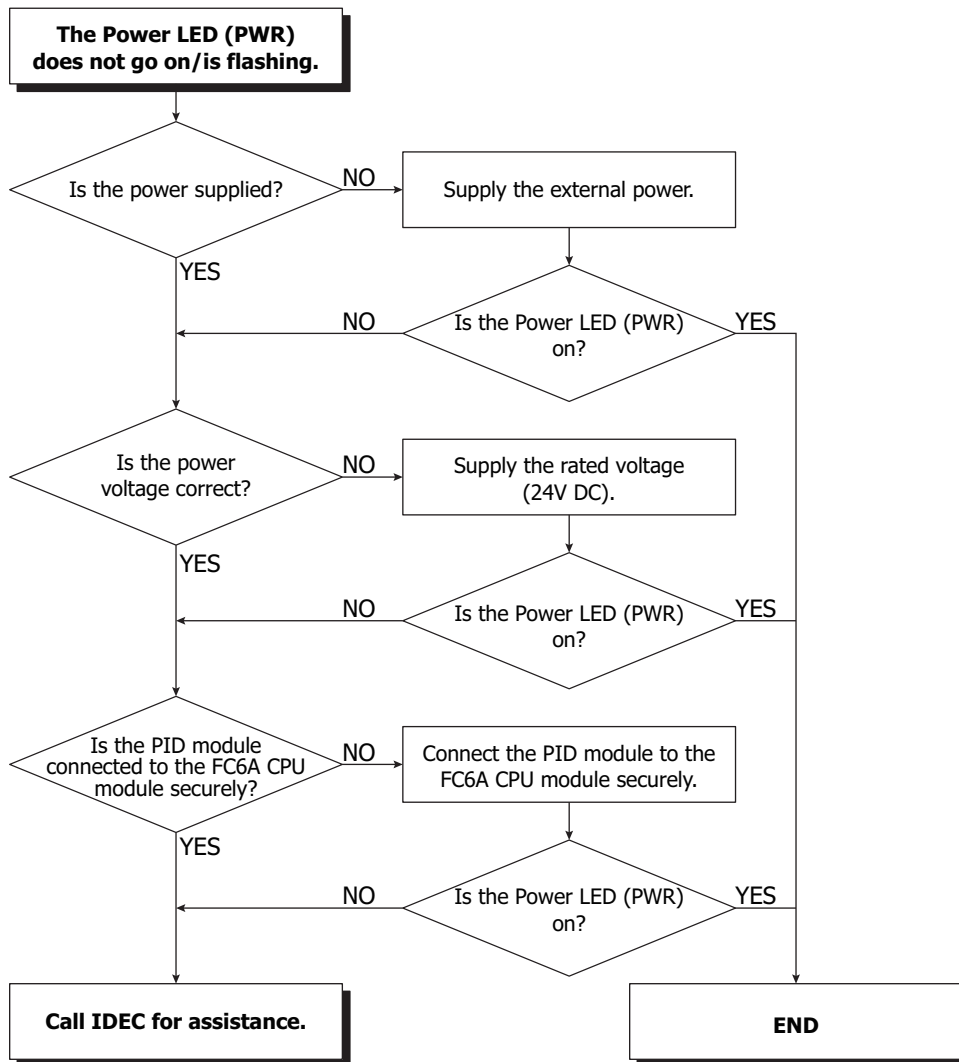 The Power LED (PWR)
does not go on/is flashing.
Is the power supplied?
NO
Supply the external power.
YES
NO
Is the Power LED (PWR)
on?
YES
Is the power
voltage correct?
NO
Supply the rated voltage
(24V DC).
YES
NO
Is the Power LED (PWR)
on?
YES
Is the PID module
connected to the FC6A CPU
module securely?
NO
Connect the PID module to the
FC6A CPU module securely.
YES
NO
Is the Power LED (PWR)
on?
YES
Call IDEC for assistance.
END